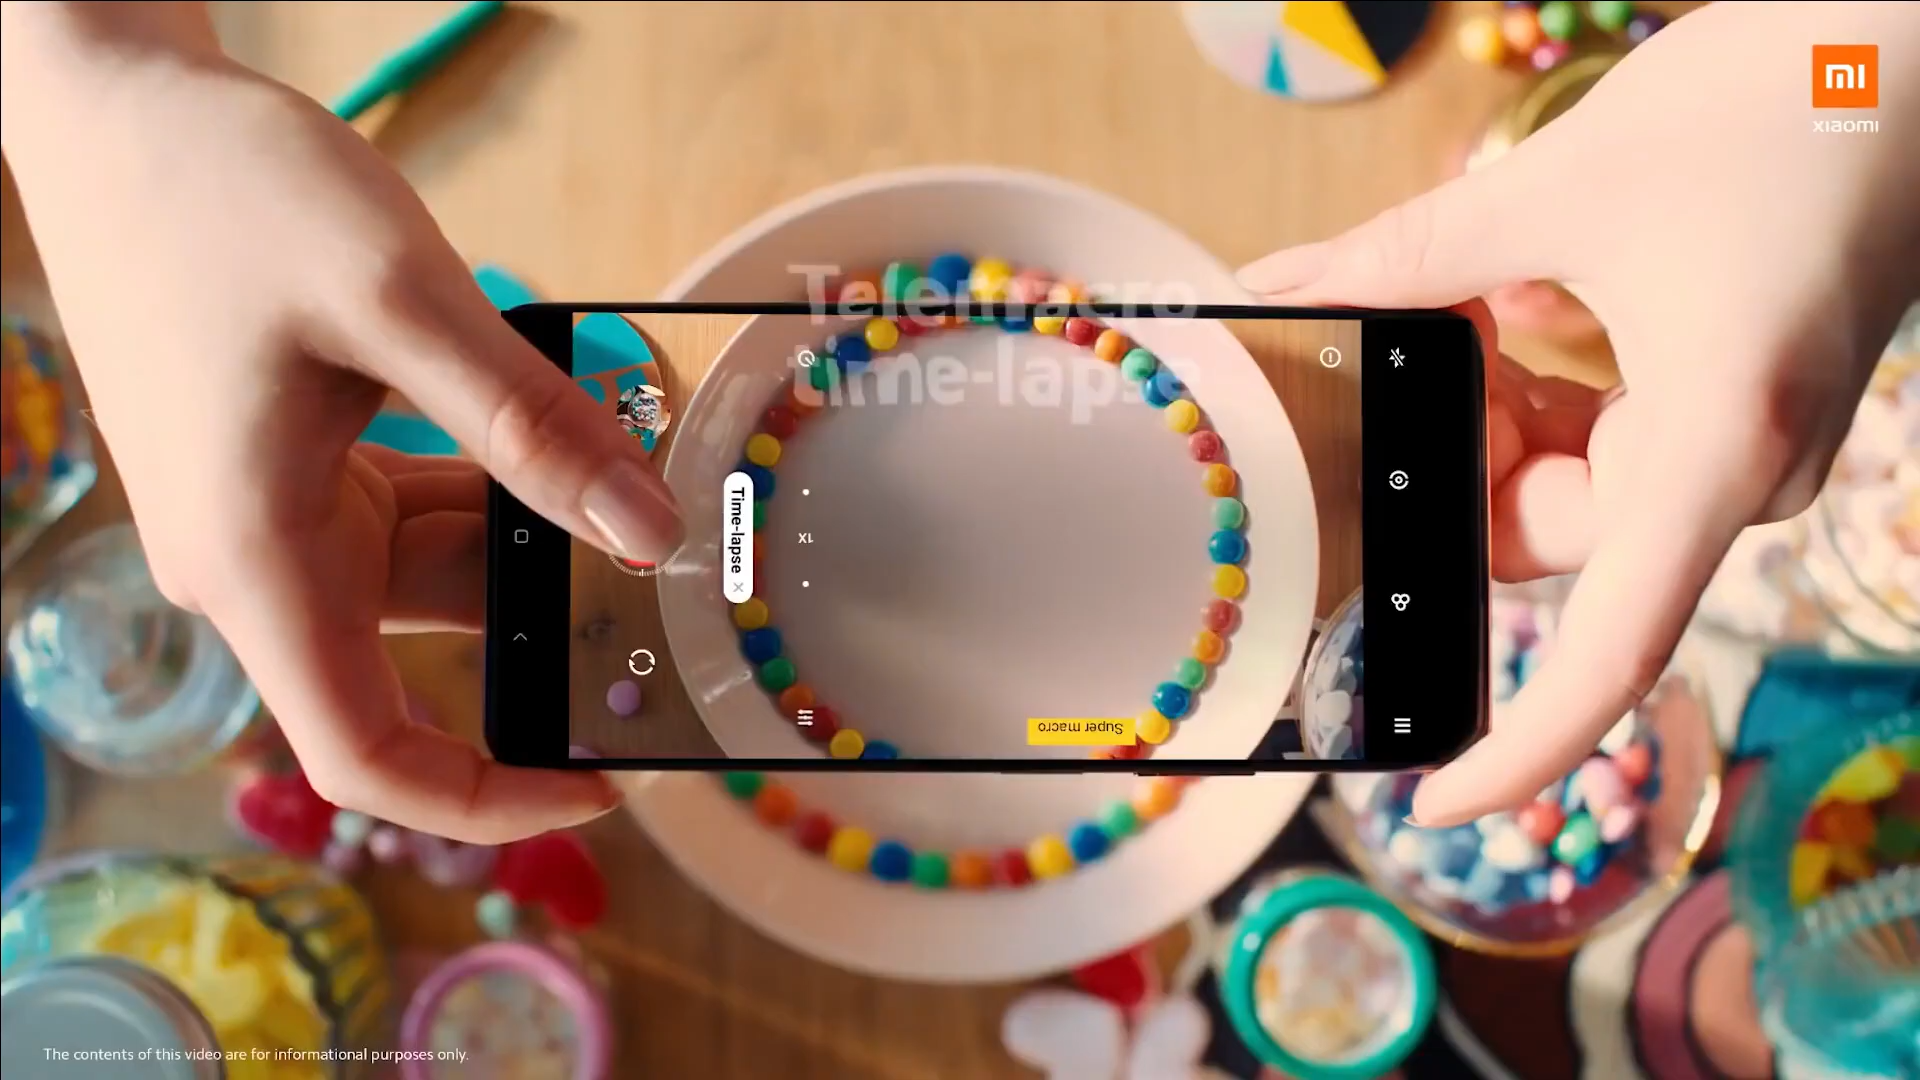 xiaomi
Telemacro
time-lapse
Time-lapse X
1X
Super macro
The contents of this video are for informational purposes only.